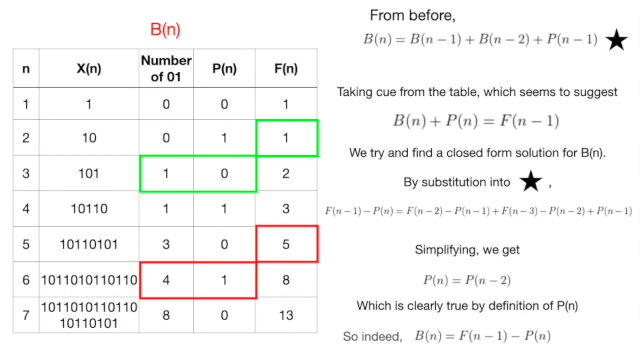 B(n)
n X(n) Number of 01 P(n) F(n)
1 1 0 0 1
2 10 0 1 1
3 101 1 0 2
4 10110 1 1 3
5 10110101 3 0 5
6 1011010110110 4 1 8
7 1011010110110 10110101 8 0 13
From before,
B(n) = B(n − 1) + B(n − 2) + P(n − 1) ★
Taking cue from the table, which seems to suggest
B(n) + P(n) = F(n − 1)
We try and find a closed form solution for B(n).
By substitution into ★ ,
F(n − 1) − P(n) = F(n − 2) − P(n − 1) + F(n − 3) − P(n − 2) + P(n − 1)
Simplifying, we get
P(n) = P(n − 2)
Which is clearly true by definition of P(n)
So indeed, B(n) = F(n − 1) − P(n)